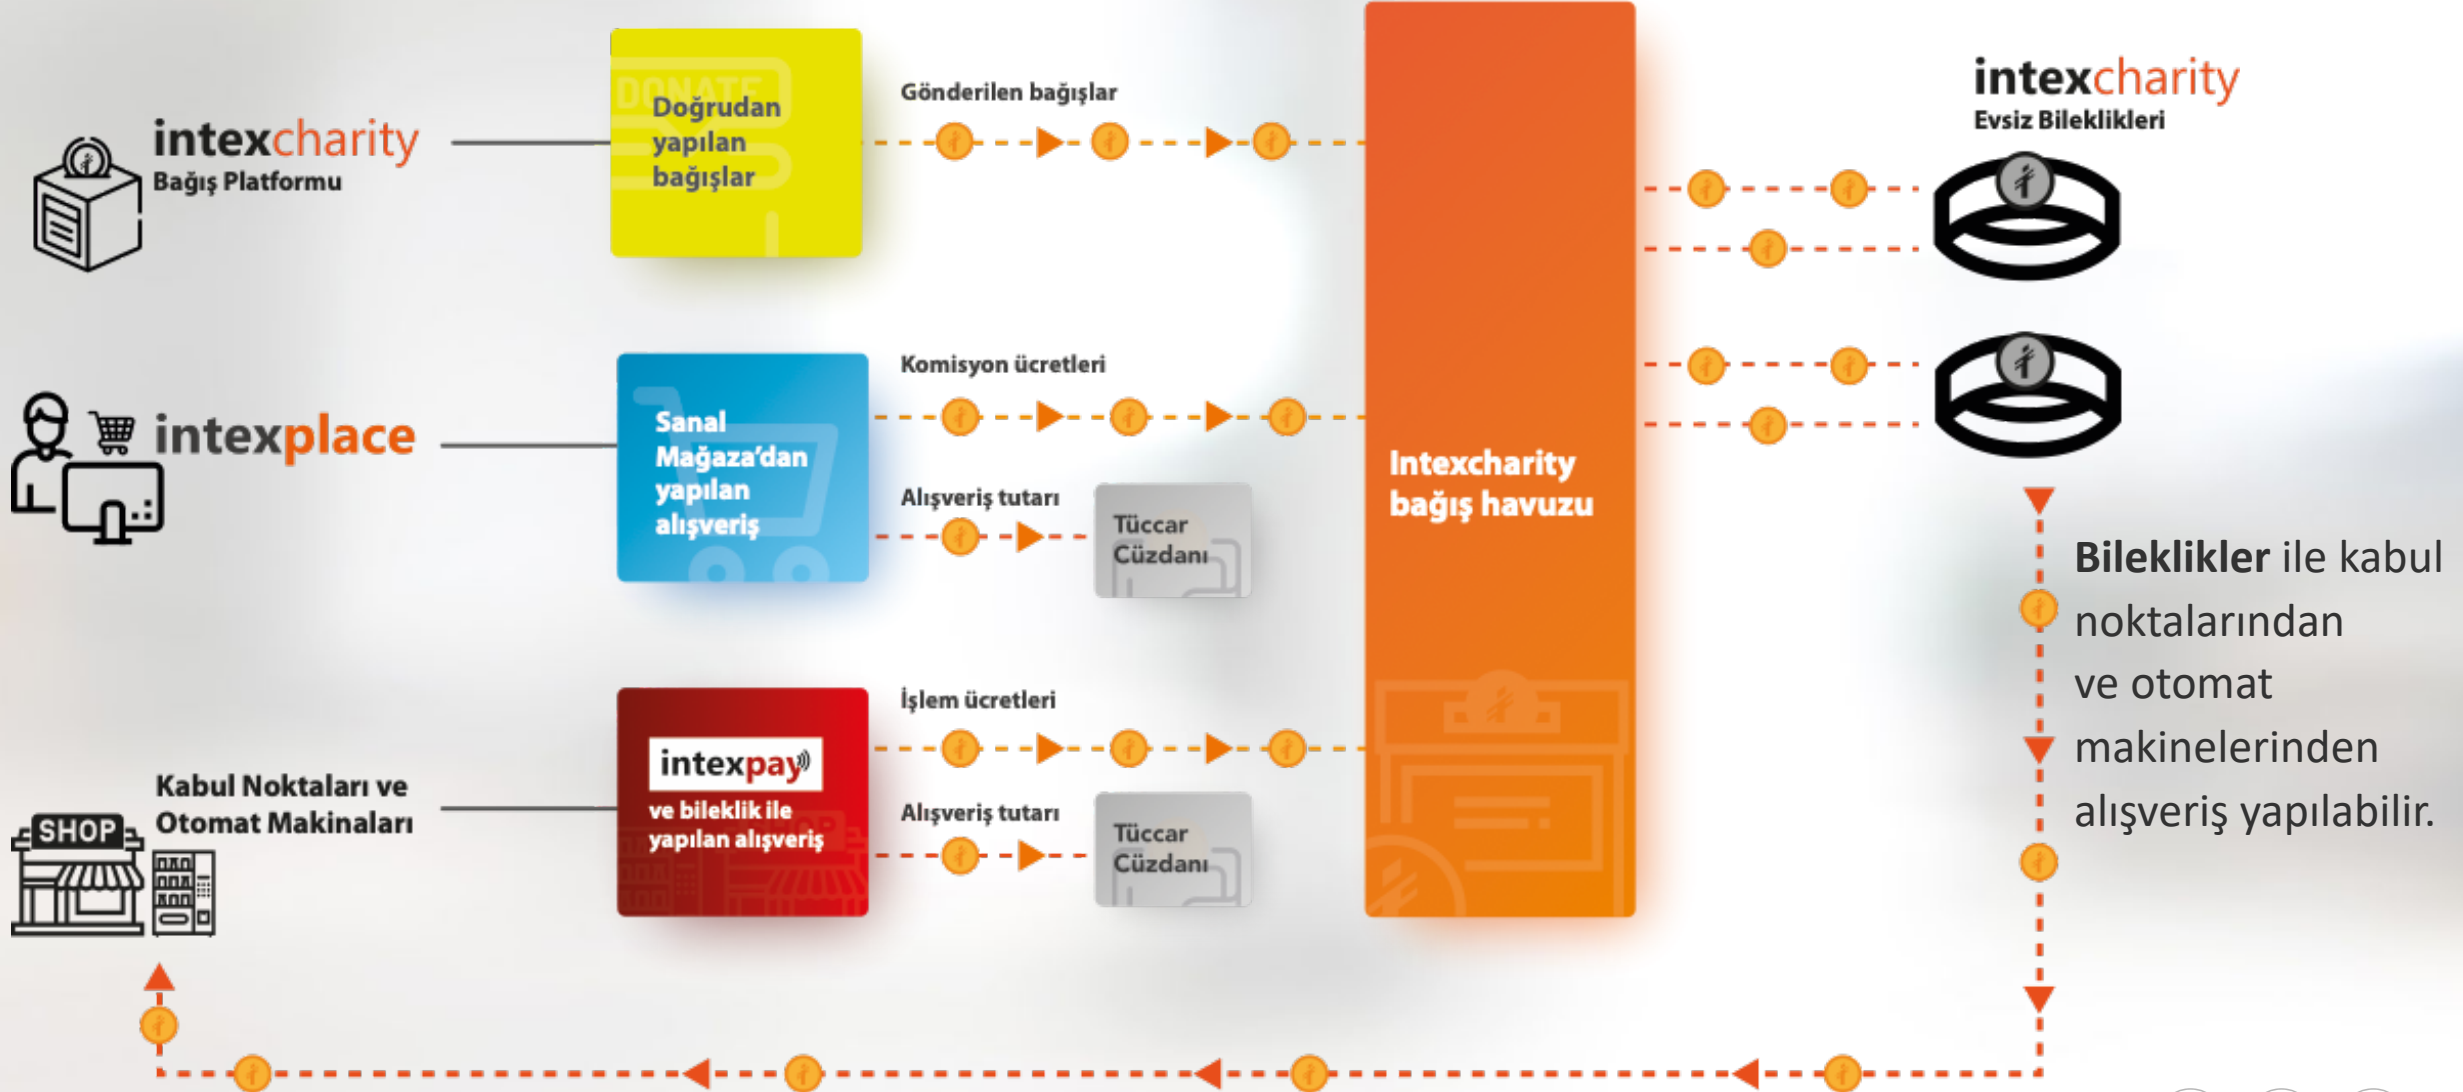 intexcharity
Bağış Platformu
DONATE
Doğrudan
yapılan
bağışlar
Gönderilen bağışlar
intexcharity
Evsiz Bileklikleri
intexplace
Sanal
Mağaza'dan
yapılan
alışveriş
Komisyon ücretleri
Alışveriş tutarı
Tüccar
Cüzdanı
Intexcharity
bağış havuzu
Bileklikler ile kabul
noktalarından
ve otomat
makinelerinden
alışveriş yapılabilir.
SHOP
Kabul Noktaları ve
Otomat Makinaları
intexpay
ve bileklik ile
yapılan alışveriş
İşlem ücretleri
Alışveriş tutarı
Tüccar
Cüzdanı